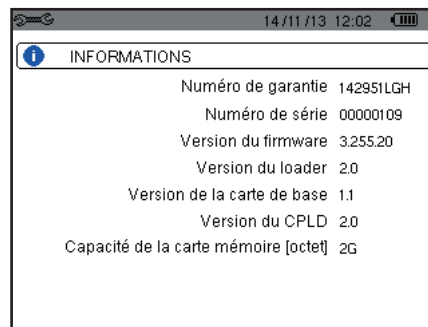 14/11/13 12:02
INFORMATIONS
Numéro de garantie 142951LGH
Numéro de série 00000109
Version du firmware 3.255.20
Version du loader 2.0
Version de la carte de base 1.1
Version du CPLD 2.0
Capacité de la carte mémoire [octet] 2G